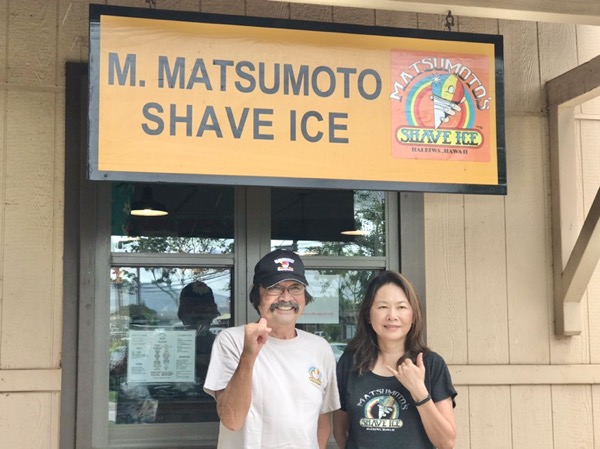 M. MATSUMOTO
SHAVE ICE
MATSUMOTO'S
SHAVE ICE
HALEIWA, HAWAII
MATSUMOTO'S
SHAVE ICE